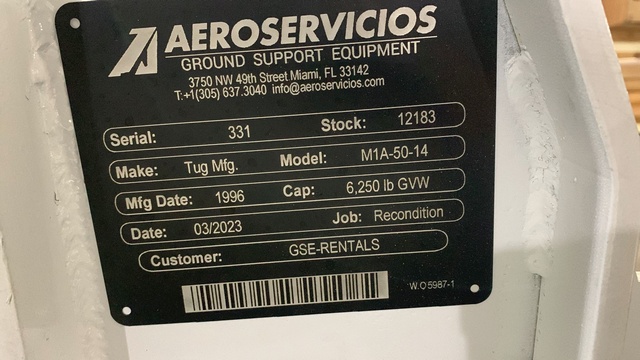 AEROSERVICIOS
GROUND SUPPORT EQUIPMENT
3750 NW 49th Street Miami, FL 33142
T:+1(305) 637.3040 info@aeroservicios.com
Serial: 331 Stock: 12183
Make: Tug Mfg. Model: M1A-50-14
Mfg Date: 1996 Cap: 6,250 lb GVW
Date: 03/2023 Job: Recondition
Customer: GSE-RENTALS
W.O 5987-1